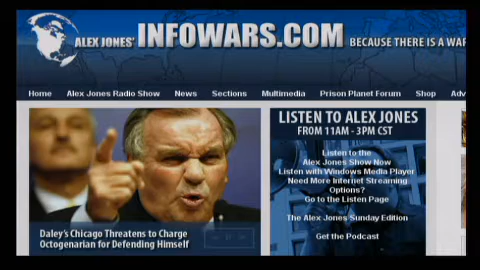 ALEX JONES' INFOWARS.COM BECAUSE THERE IS A WAR
Home Alex Jones Radio Show News Sections Multimedia Prison Planet Forum Shop Adv
Daley's Chicago Threatens to Charge
Octogenarian for Defending Himself
LISTEN TO ALEX JONES
FROM 11AM - 3PM CST
Listen to the
Alex Jones Show Now
Listen with Windows Media Player
Need More Internet Streaming
Options?
Go to the Listen Page
The Alex Jones Sunday Edition
Get the Podcast